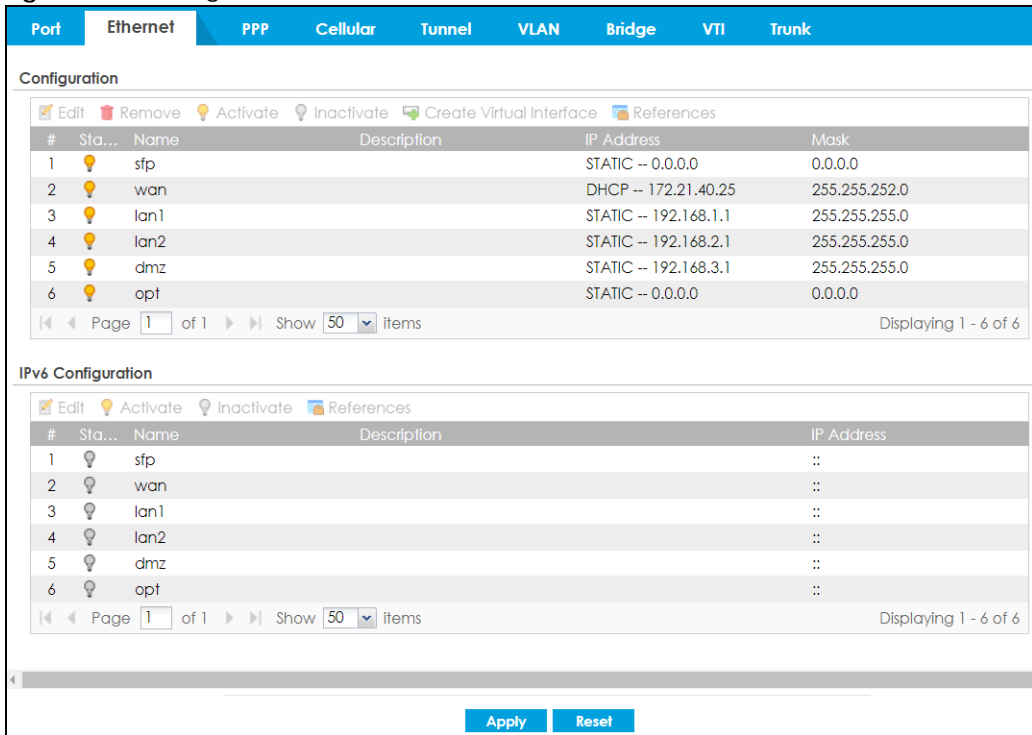 Port Ethernet PPP Cellular Tunnel VLAN Bridge VTI Trunk
Configuration
Edit Remove Activate Inactivate Create Virtual Interface References
# Sta... Name Description IP Address Mask
1 sfp STATIC -- 0.0.0.0 0.0.0.0
2 wan DHCP -- 172.21.40.25 255.255.252.0
3 lan1 STATIC -- 192.168.1.1 255.255.255.0
4 lan2 STATIC -- 192.168.2.1 255.255.255.0
5 dmz STATIC -- 192.168.3.1 255.255.255.0
6 opt STATIC -- 0.0.0.0 0.0.0.0
Page 1 of 1 Show 50 items Displaying 1 - 6 of 6
IPv6 Configuration
Edit Activate Inactivate References
# Sta... Name Description IP Address
1 sfp ::
2 wan ::
3 lan1 ::
4 lan2 ::
5 dmz ::
6 opt ::
Page 1 of 1 Show 50 items Displaying 1 - 6 of 6
Apply Reset